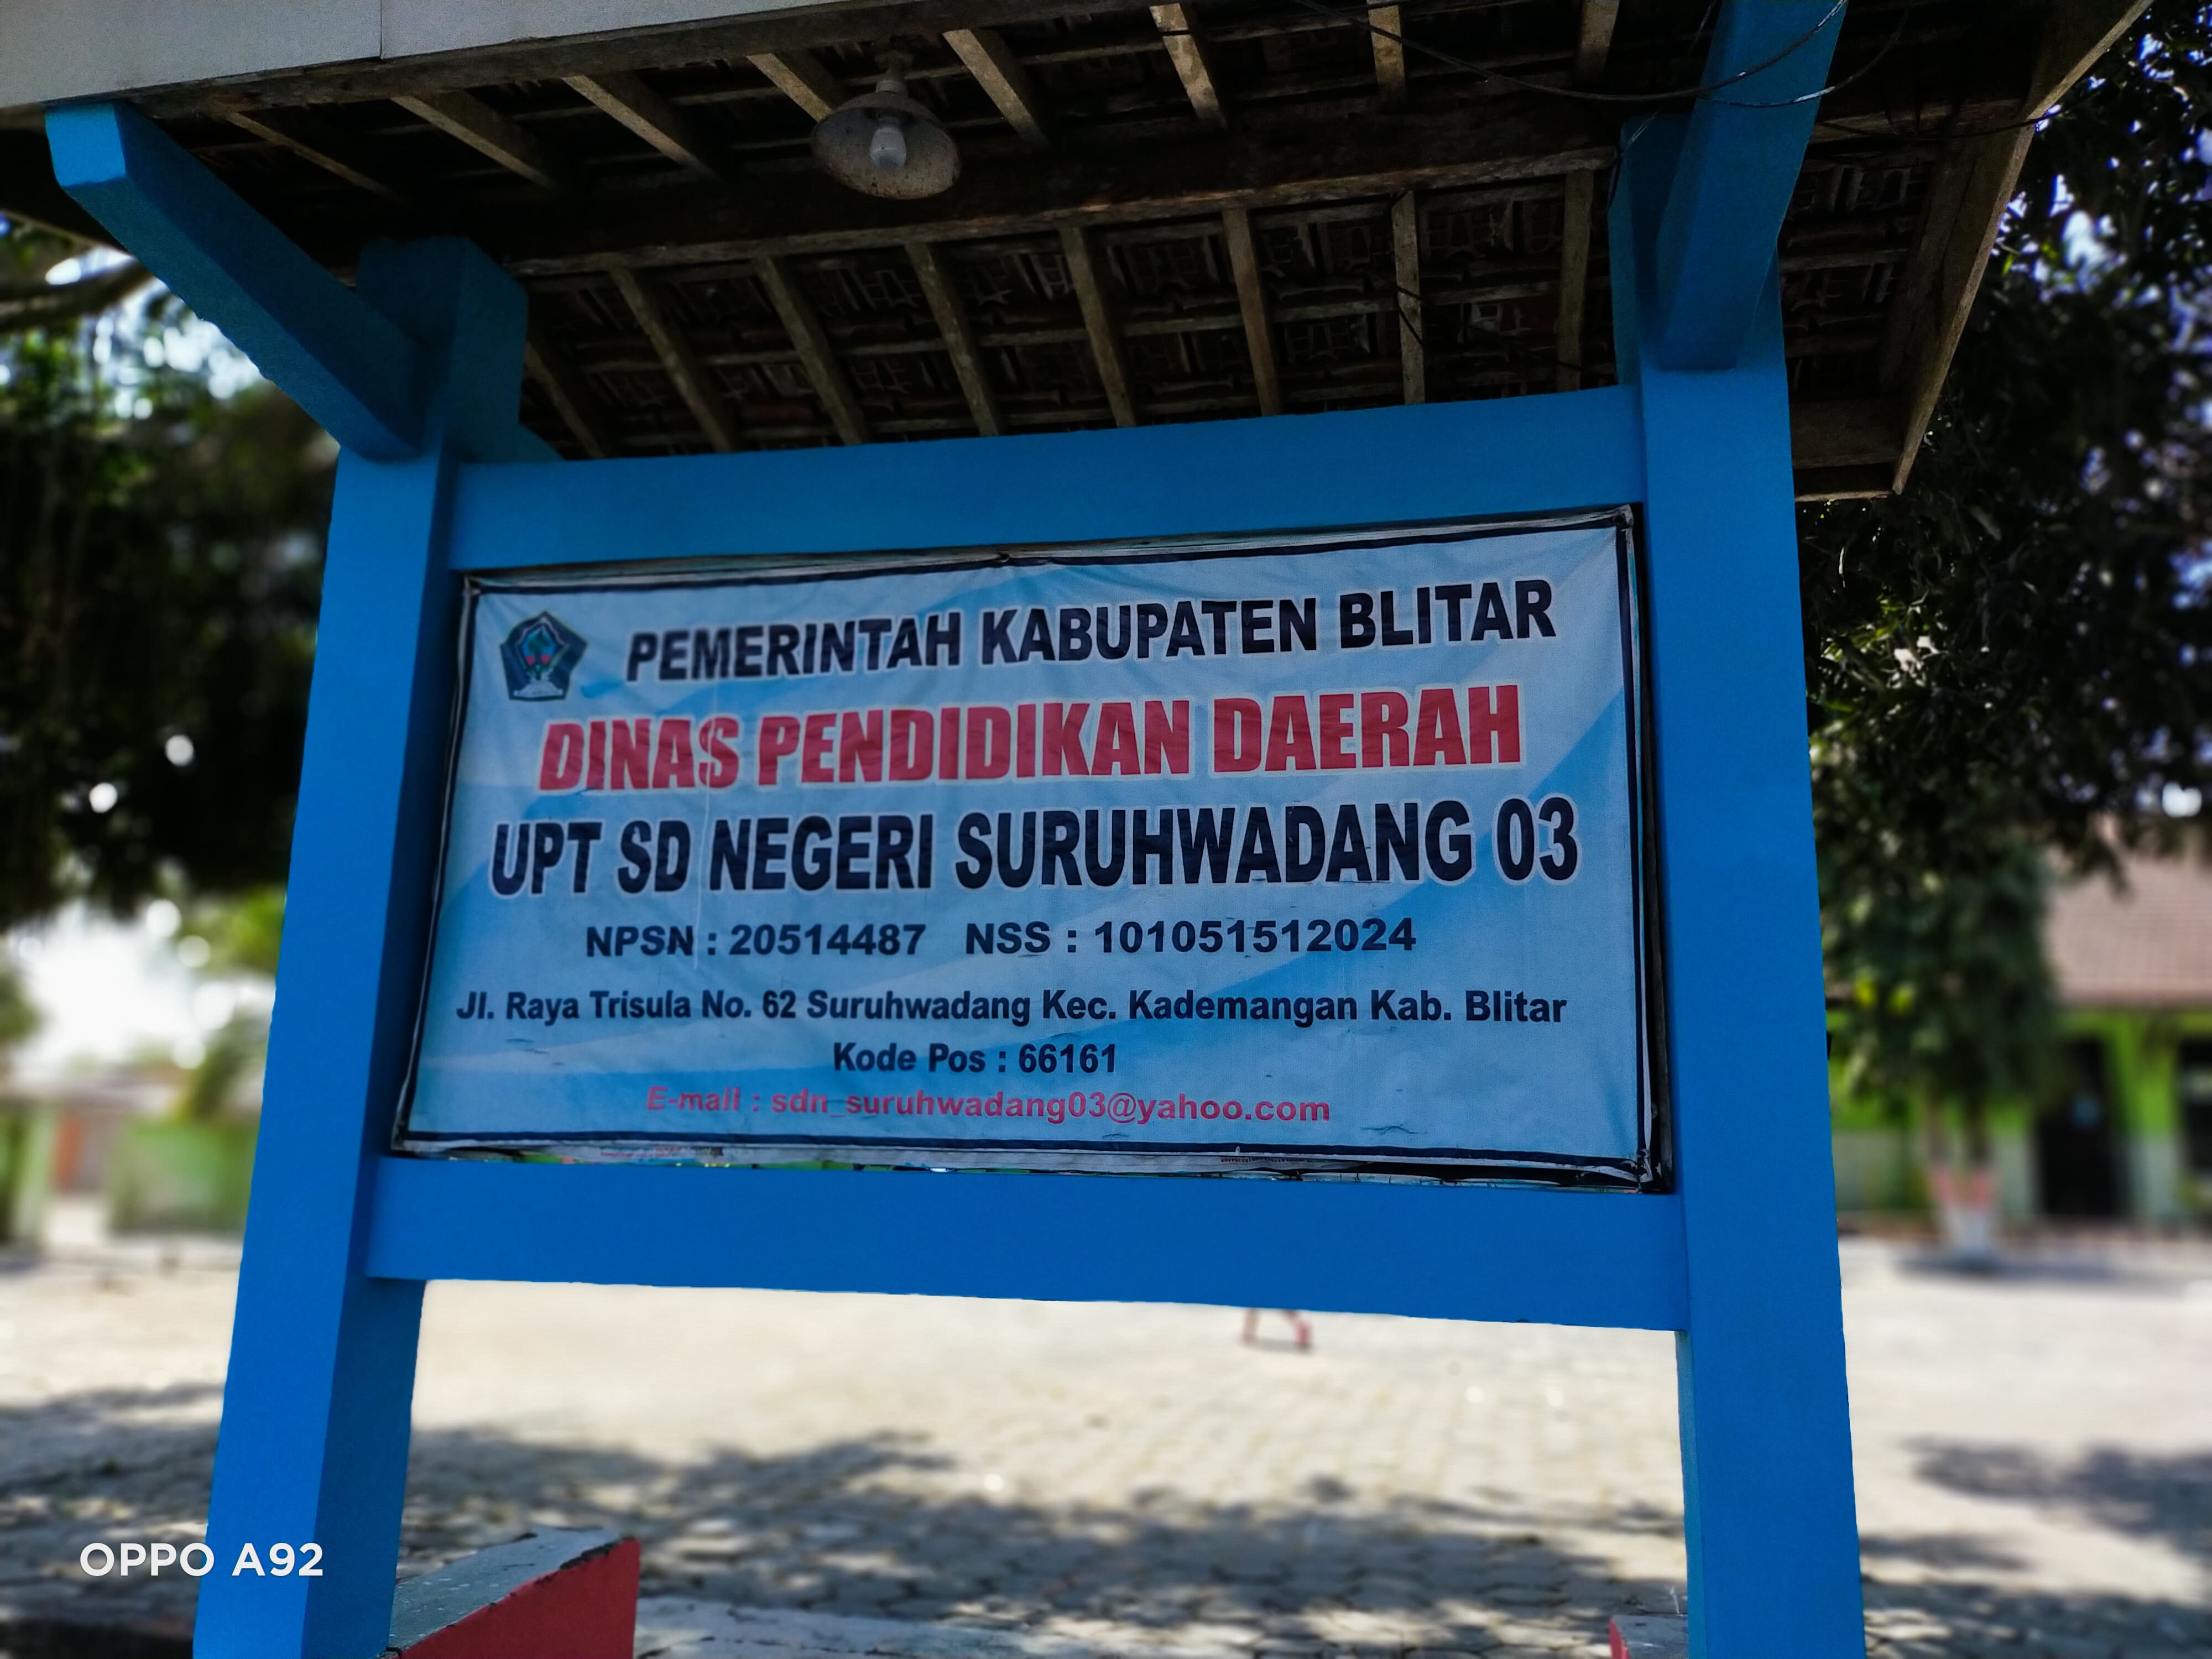 PEMERINTAH KABUPATEN BLITAR
DINAS PENDIDIKAN DAERAH
UPT SD NEGERI SURUHWADANG 03
NPSN : 20514487 NSS : 101051512024
Jl. Raya Trisula No. 62 Suruhwadang Kec. Kademangan Kab. Blitar
Kode Pos : 66161
E-mail : sdn_suruhwadang03@yahoo.com
OPPO A92